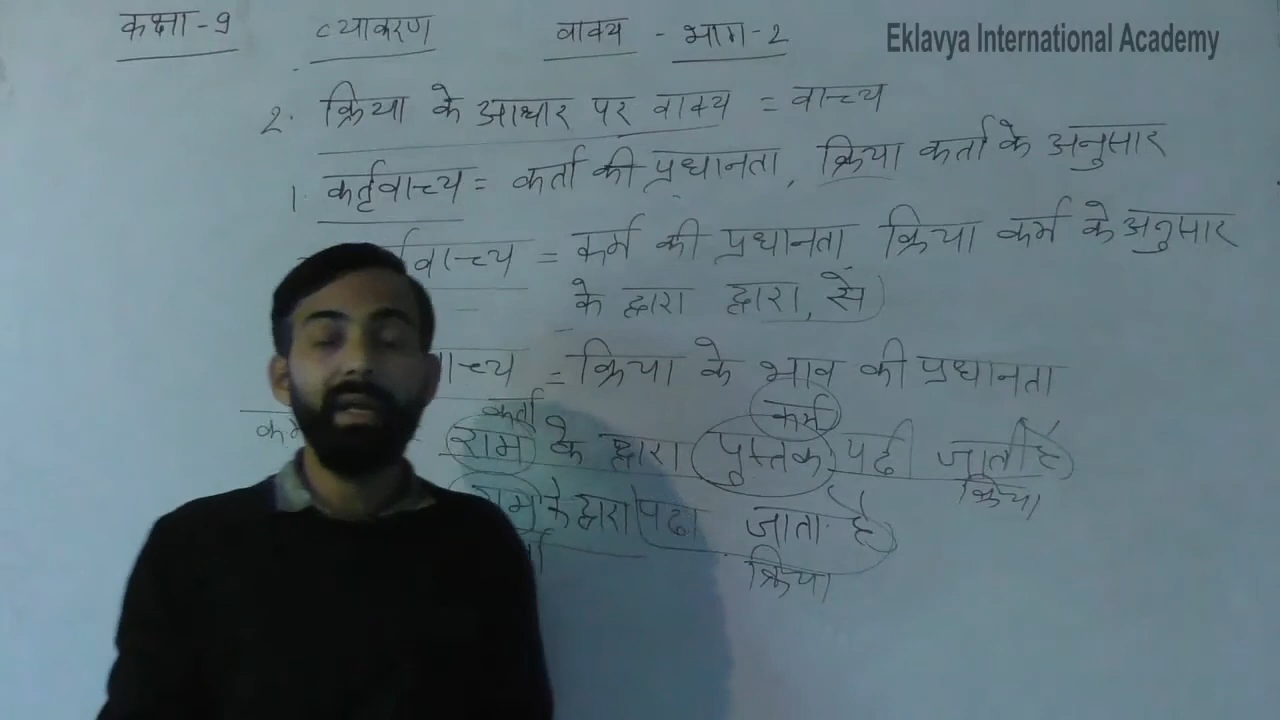 कक्षा-9 व्याकरण वाक्य - भाग-2 Eklavya International Academy
2. क्रिया के आधार पर वाक्य = वाच्य
1. कर्तृवाच्य = कर्ता की प्रधानता, क्रिया कर्ता के अनुसार
वाच्य = कर्म की प्रधानता क्रिया कर्म के अनुसार
के द्वारा द्वारा, से
वाच्य = क्रिया के भाव की प्रधानता
कर्ता कर्म
राम के द्वारा पुस्तक पढी जाती है
क्रिया
राम के द्वारा पढा जाता है
क्रिया